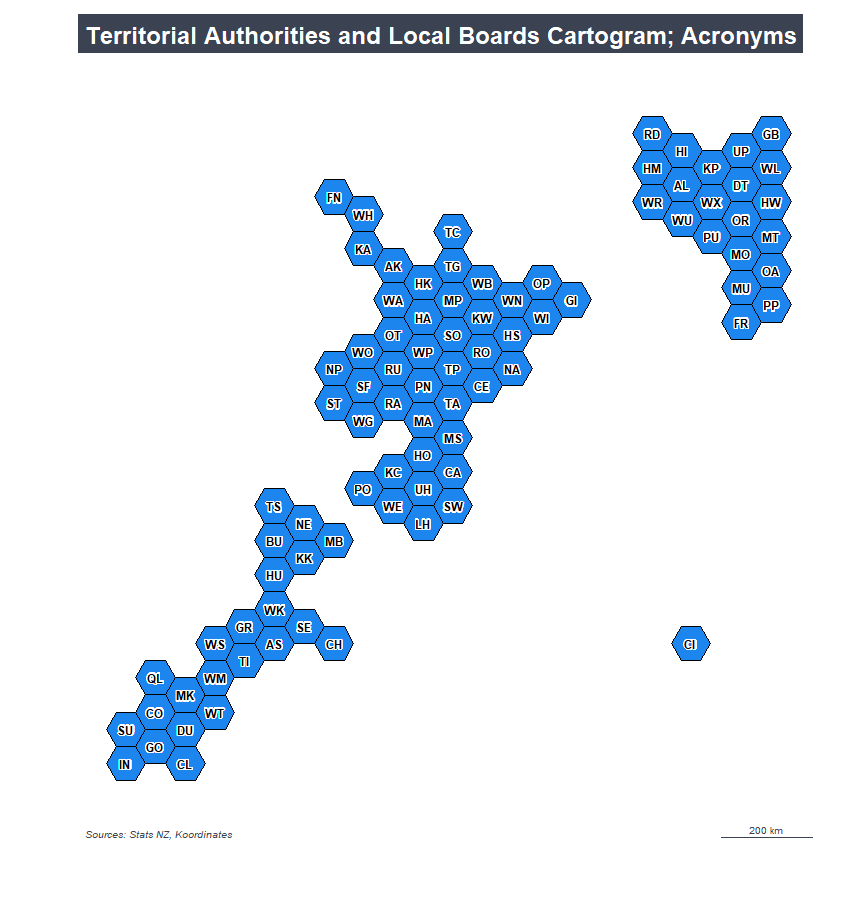 Territorial Authorities and Local Boards Cartogram; Acronyms
RD
GB
HI
UP
HM
KP
WL
AL
DT
FN
WR
WX
HW
WH
WU
OR
TC
PU
MT
KA
MO
AK
TG
OA
HK
WB
OP
MU
WA
MP
WN
GI
PP
HA
KW
WI
FR
OT
SO
HS
WO
WP
RO
NP
RU
TP
NA
SF
PN
CE
ST
RA
TA
WG
MA
MS
HO
KC
CA
PO
UH
TS
WE
SW
NE
LH
BU
MB
KK
HU
WK
GR
SE
WS
AS
CH
CI
TI
QL
WM
MK
CO
WT
SU
DU
GO
IN
CL
Sources: Stats NZ, Koordinates
200 km